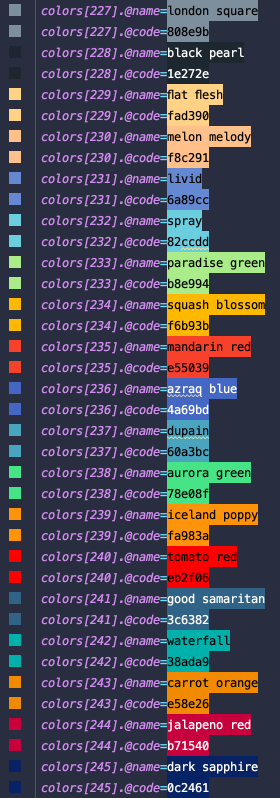 colors[227].@name=london square
colors[227].@code=808e9b
colors[228].@name=black pearl
colors[228].@code=1e272e
colors[229].@name=flat flesh
colors[229].@code=fad390
colors[230].@name=melon melody
colors[230].@code=f8c291
colors[231].@name=livid
colors[231].@code=6a89cc
colors[232].@name=spray
colors[232].@code=82ccdd
colors[233].@name=paradise green
colors[233].@code=b8e994
colors[234].@name=squash blossom
colors[234].@code=f6b93b
colors[235].@name=mandarin red
colors[235].@code=e55039
colors[236].@name=azraq blue
colors[236].@code=4a69bd
colors[237].@name=dupain
colors[237].@code=60a3bc
colors[238].@name=aurora green
colors[238].@code=78e08f
colors[239].@name=iceland poppy
colors[239].@code=fa983a
colors[240].@name=tomato red
colors[240].@code=eb2f06
colors[241].@name=good samaritan
colors[241].@code=3c6382
colors[242].@name=waterfall
colors[242].@code=38ada9
colors[243].@name=carrot orange
colors[243].@code=e58e26
colors[244].@name=jalapeno red
colors[244].@code=b71540
colors[245].@name=dark sapphire
colors[245].@code=0c2461